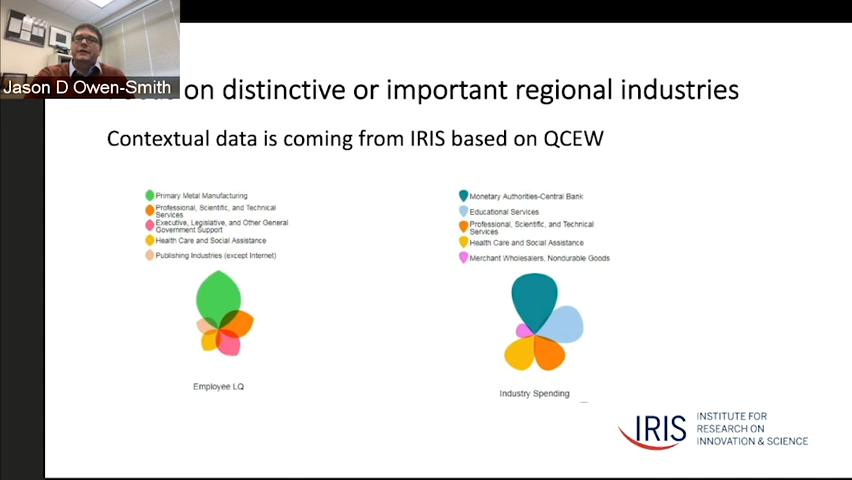 Jason D Owen-Smith
on distinctive or important regional industries
Contextual data is coming from IRIS based on QCEW
Primary Metal Manufacturing
Professional, Scientific, and Technical
Services
Executive, Legislative, and Other General
Government Support
Health Care and Social Assistance
Publishing Industries (except Internet)
Employee LQ
Monetary Authorities-Central Bank
Educational Services
Professional, Scientific, and Technical
Services
Health Care and Social Assistance
Merchant Wholesalers, Nondurable Goods
Industry Spending
IRIS
INSTITUTE FOR
RESEARCH ON
INNOVATION & SCIENCE